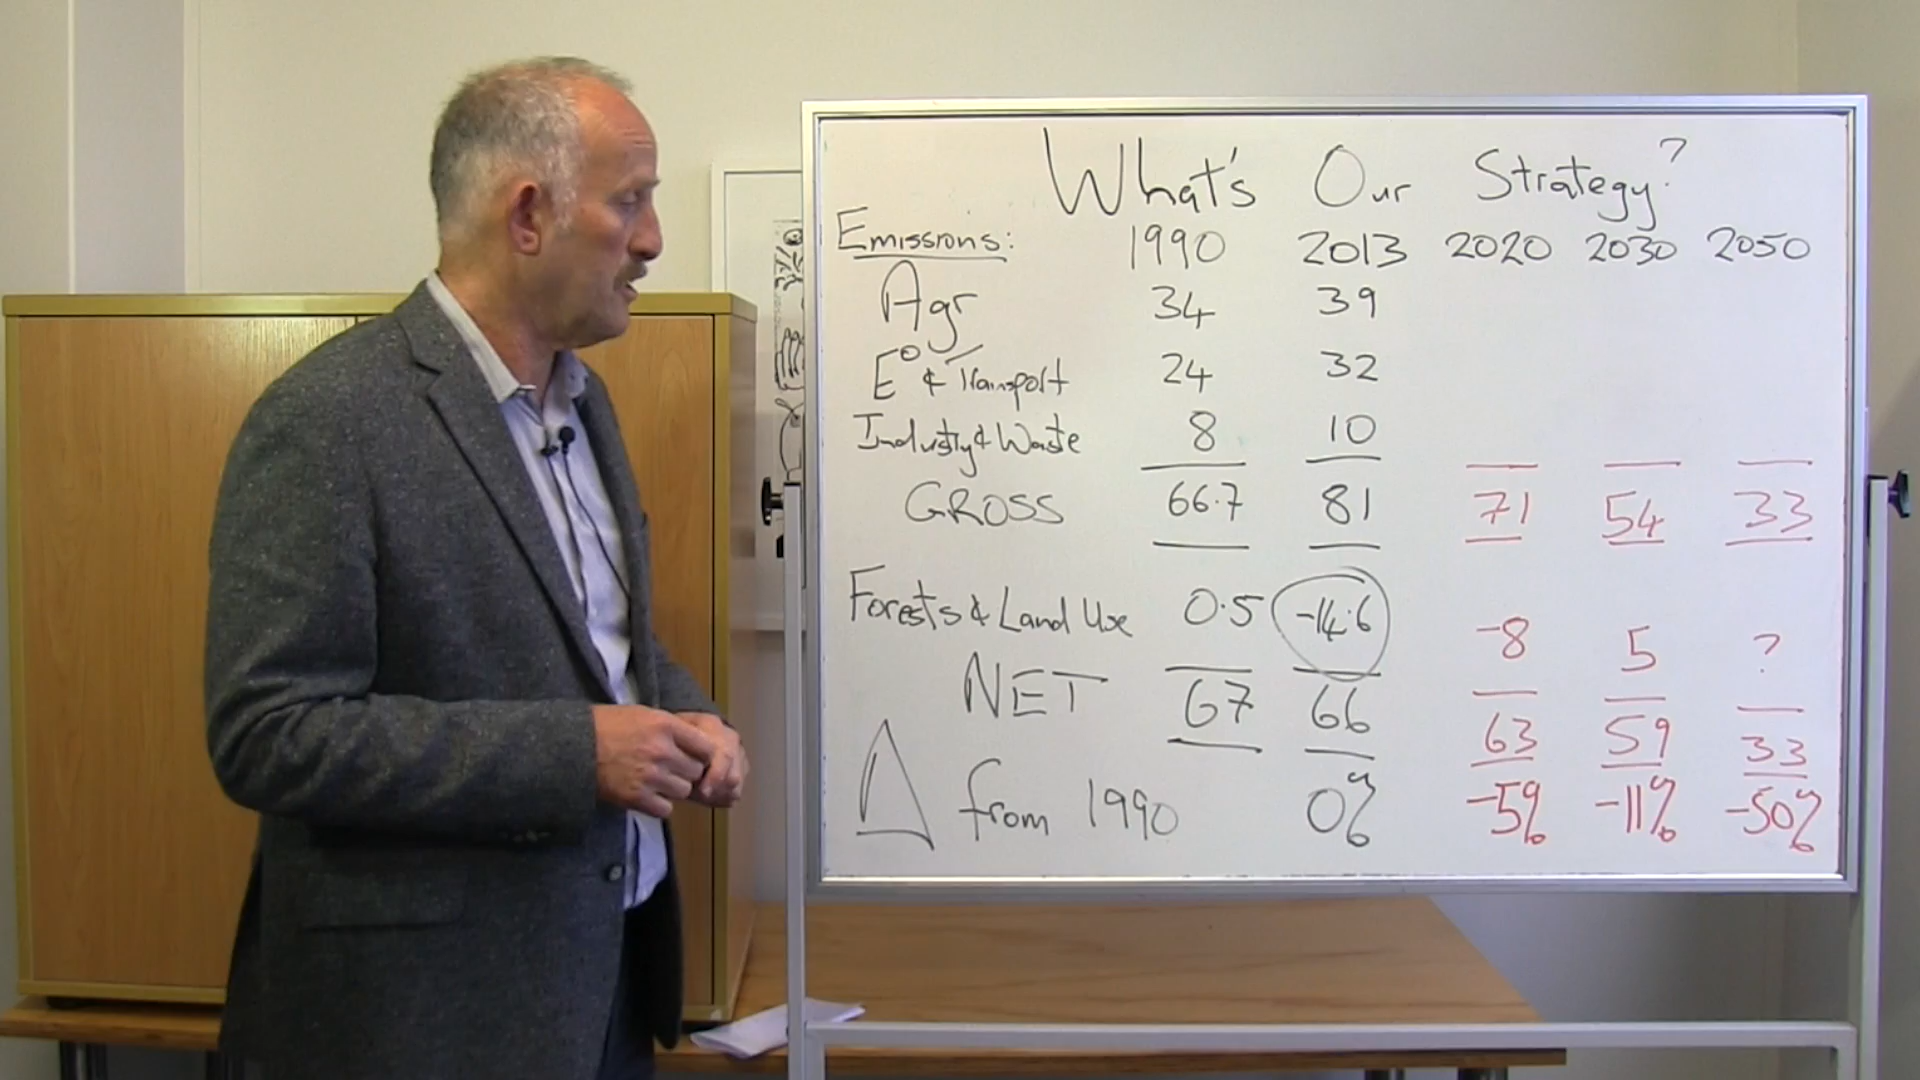 What's Our Strategy?
Emissions: 1990 2013 2020 2030 2050
Agr 34 39
E & Transport 24 32
Industry & Waste 8 10
GROSS 66.7 81 71 54 33
Forests & Land Use 0.5 -14.6 -8 5 ?
NET 67 66 63 59 33
Δ from 1990 0% -5% -11% -50%